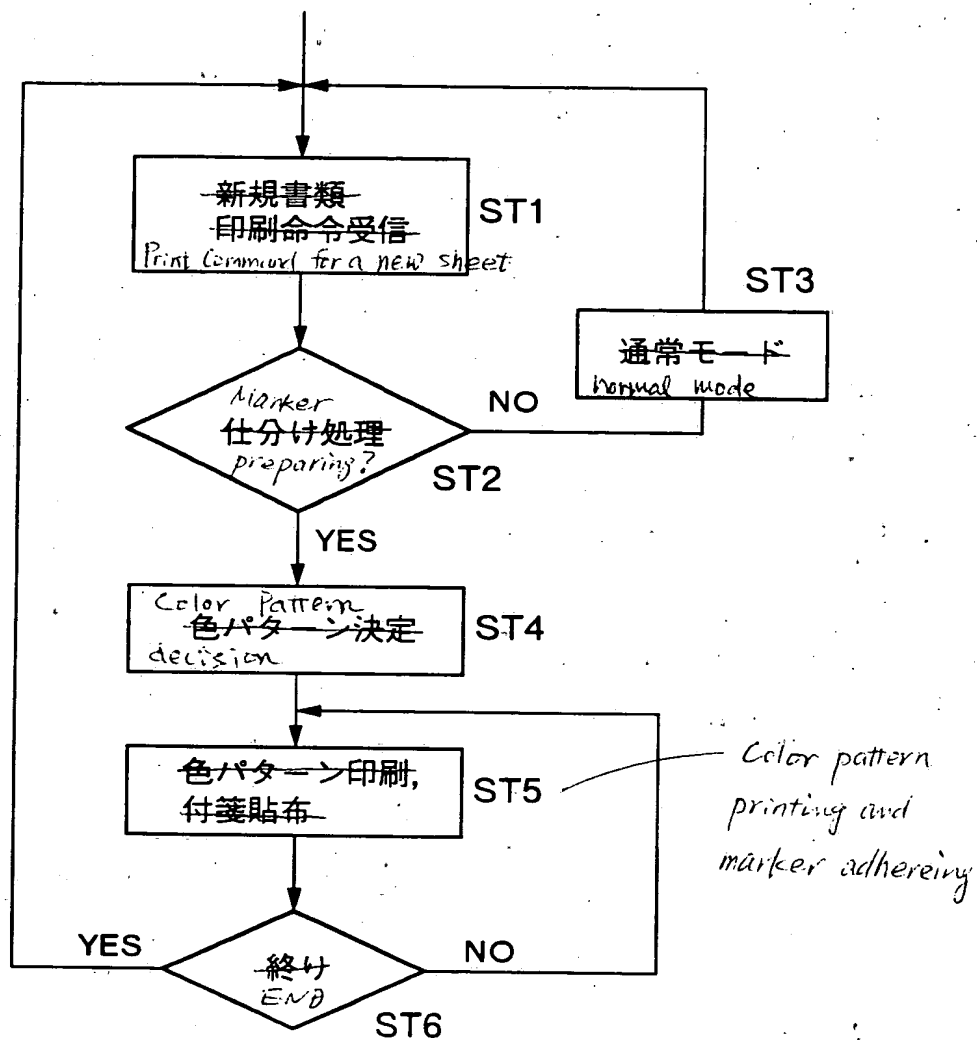 新規書類
印刷命令受信
Print Command for a new sheet
ST1
ST3
通常モード
normal mode
Marker
仕分け処理
preparing?
NO
ST2
YES
Color Pattern
色パターン決定
decision
ST4
色パターン印刷,
付箋貼布
ST5
Color pattern
printing and
marker adhereing
YES
終け
END
NO
ST6